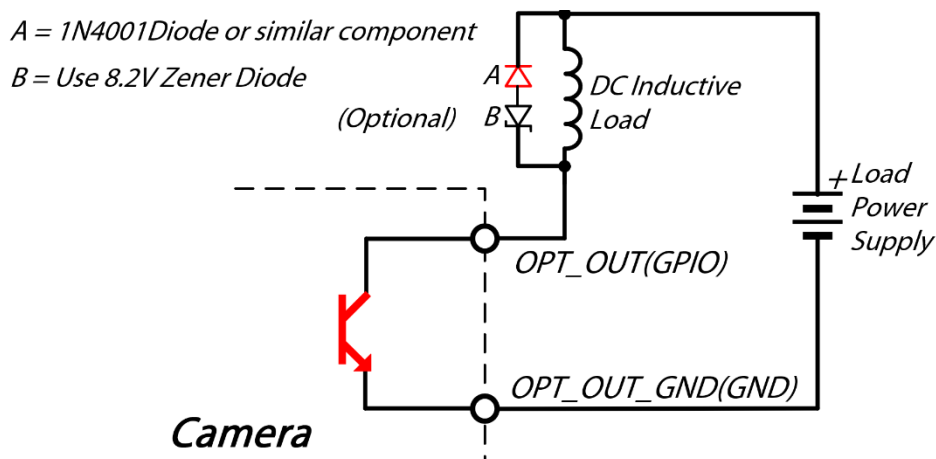 A = 1N4001Diode or similar component
B = Use 8.2V Zener Diode
(Optional)
A
B
DC Inductive
Load
+
Load
Power
Supply
OPT_OUT(GPIO)
OPT_OUT_GND(GND)
Camera